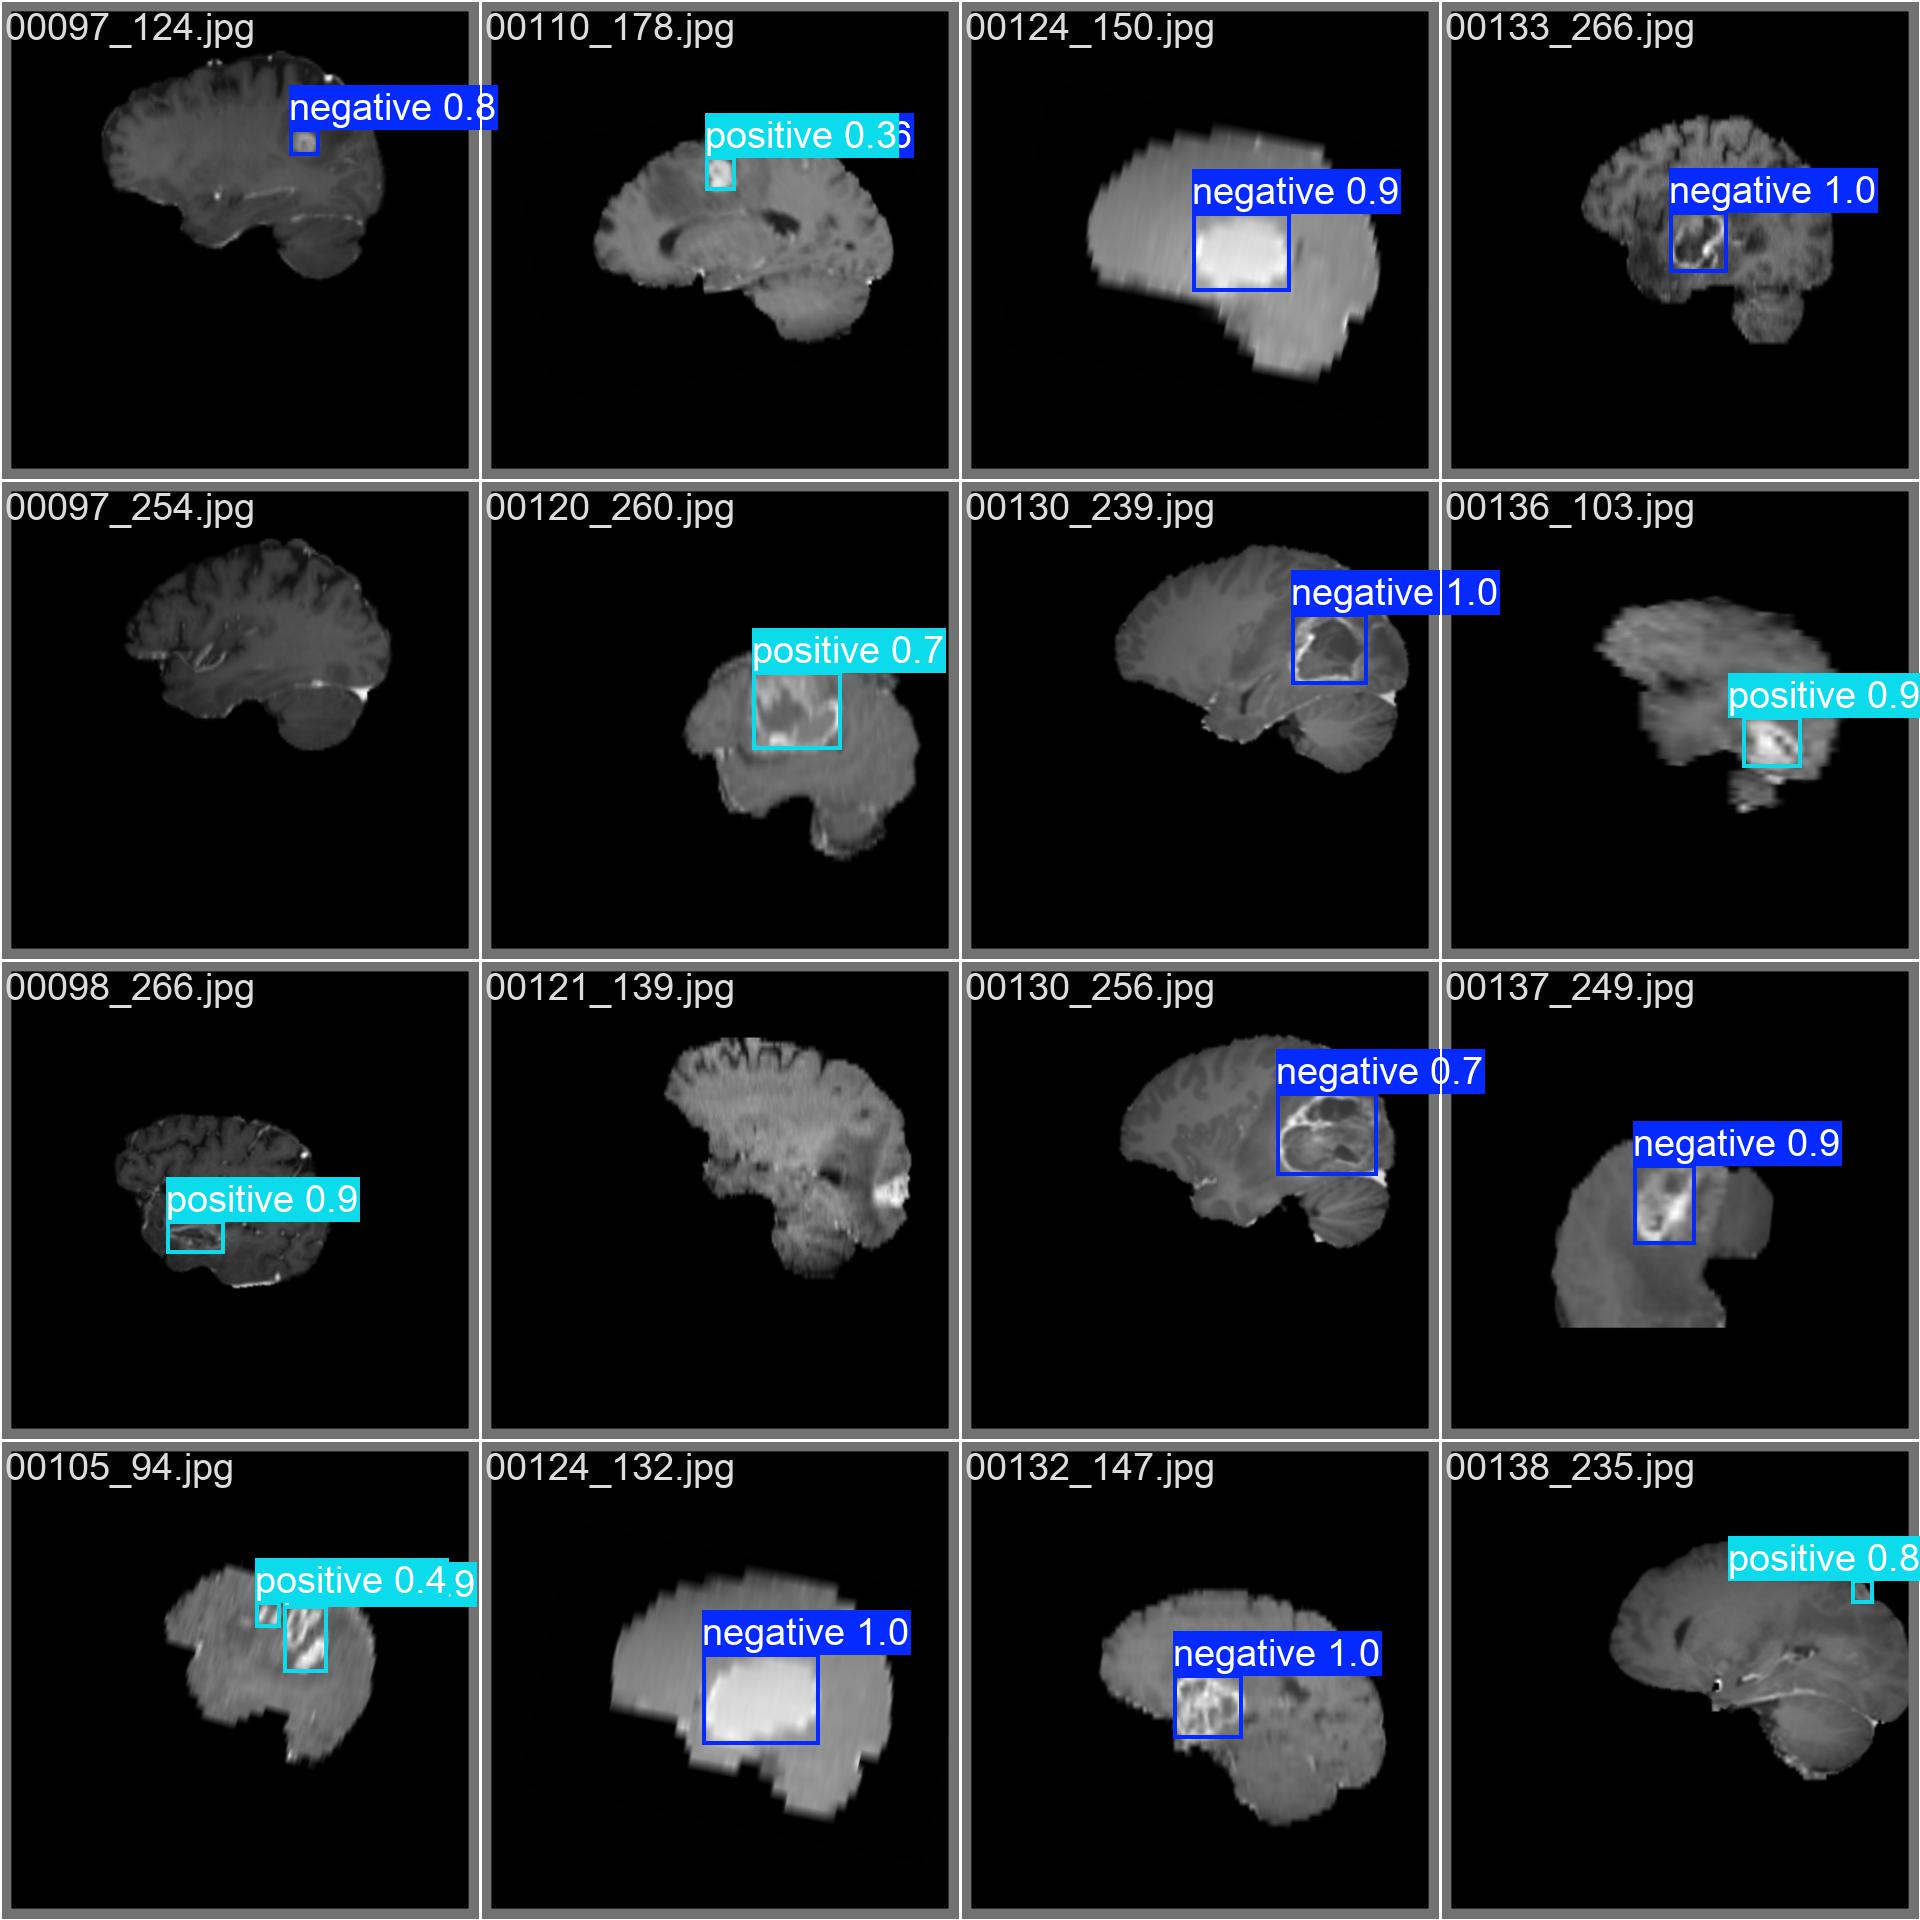 00097_124.jpg
negative 0.8
00110_178.jpg
positive 0.3
6
00124_150.jpg
negative 0.9
00133_266.jpg
negative 1.0
00097_254.jpg
00120_260.jpg
positive 0.7
00130_239.jpg
negative 1.0
00136_103.jpg
positive 0.9
00098_266.jpg
positive 0.9
00121_139.jpg
00130_256.jpg
negative 0.7
00137_249.jpg
negative 0.9
00105_94.jpg
positive 0.4
.9
00124_132.jpg
negative 1.0
00132_147.jpg
negative 1.0
00138_235.jpg
positive 0.8